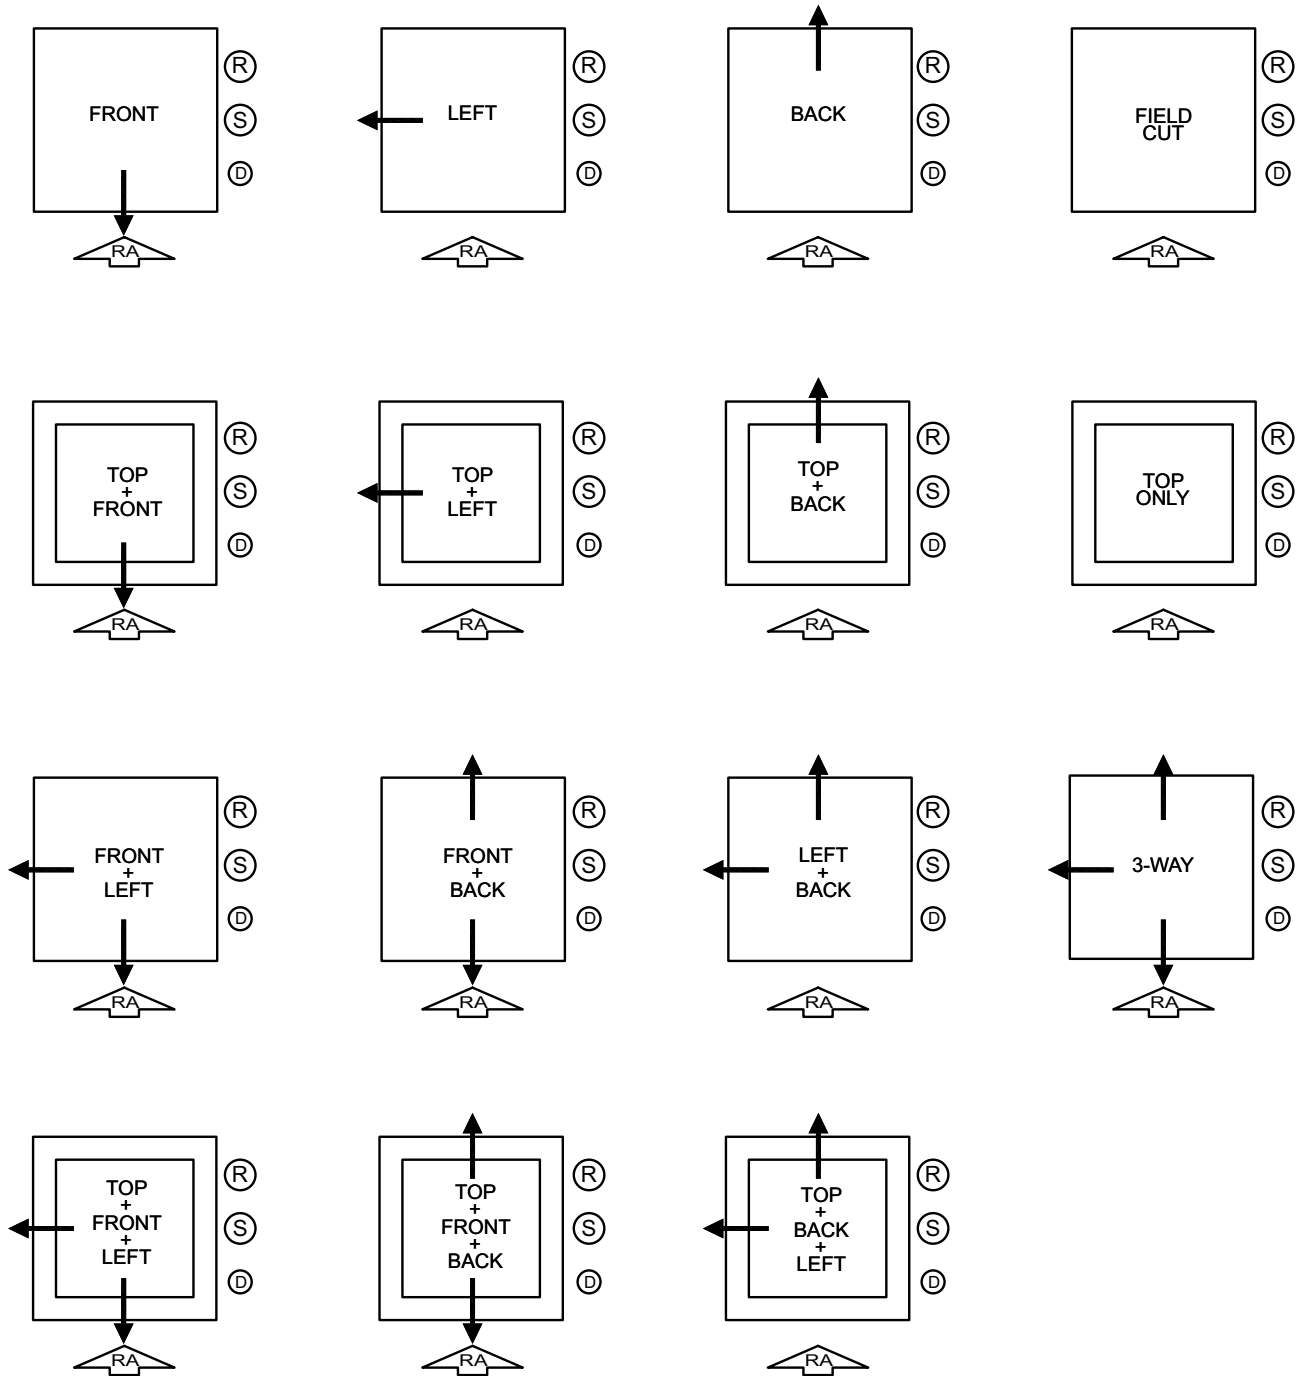 FRONT
R
S
D
RA
LEFT
R
S
D
RA
BACK
R
S
D
RA
FIELD
CUT
R
S
D
RA
TOP
+
FRONT
R
S
D
RA
TOP
+
LEFT
R
S
D
RA
TOP
+
BACK
R
S
D
RA
TOP
ONLY
R
S
D
RA
FRONT
+
LEFT
R
S
D
RA
FRONT
+
BACK
R
S
D
RA
LEFT
+
BACK
R
S
D
RA
3-WAY
R
S
D
RA
TOP
+
FRONT
+
LEFT
R
S
D
RA
TOP
+
FRONT
+
BACK
R
S
D
RA
TOP
+
BACK
+
LEFT
R
S
D
RA